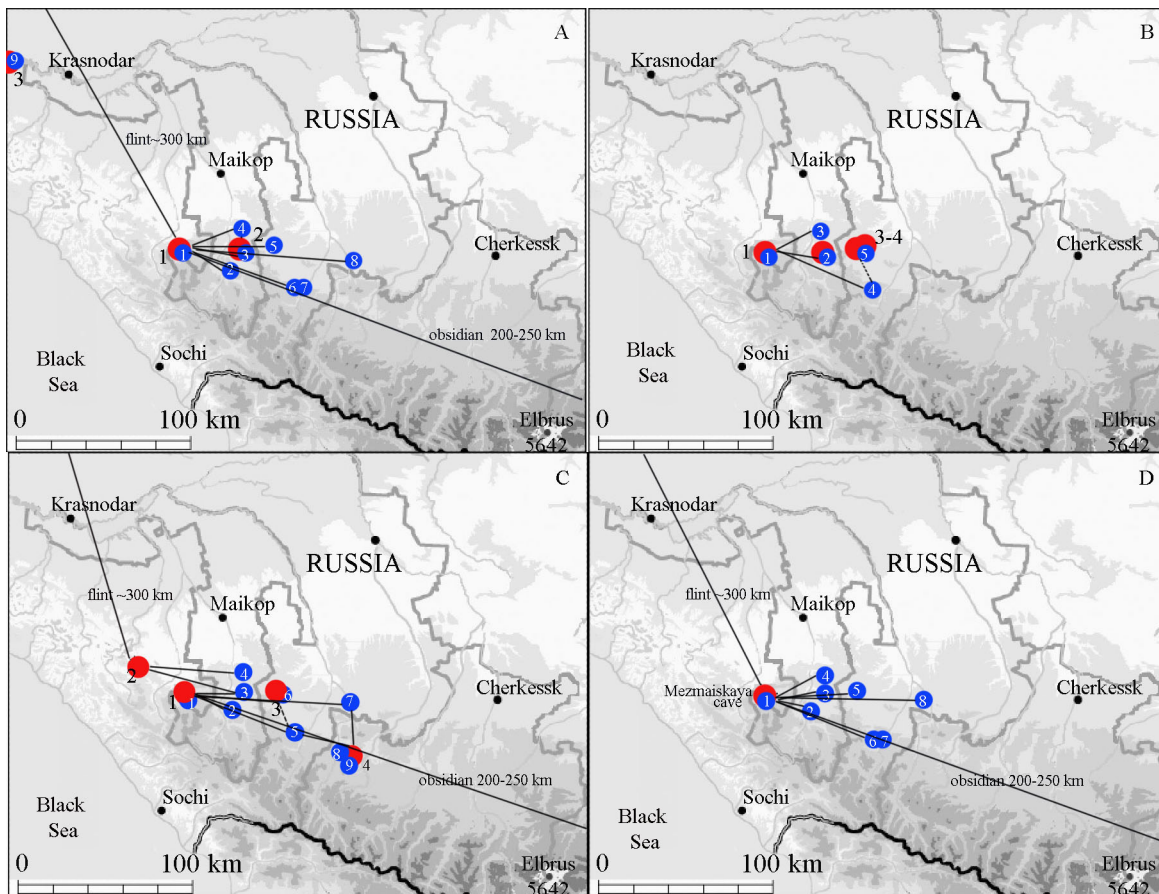 A
9
3
Krasnodar
RUSSIA
flint~300 km
Maikop
4
2
5
1
1
3
8
2
6
7
Cherkessk
obsidian 200-250 km
Black
Sea
Sochi
0
100 km
Elbrus
5642
B
Krasnodar
RUSSIA
Maikop
3
3-4
1
1
2
5
4
Cherkessk
Black
Sea
Sochi
0
100 km
Elbrus
5642
C
Krasnodar
RUSSIA
flint ~300 km
Maikop
2
4
1
1
3
6
3
2
7
5
8
9
4
Cherkessk
obsidian 200-250 km
Black
Sea
Sochi
0
100 km
Elbrus
5642
D
Krasnodar
RUSSIA
flint ~300 km
Maikop
Mezmaiskaya
cave
1
4
3
5
2
8
6
7
Cherkessk
obsidian 200-250 km
Black
Sea
Sochi
0
100 km
Elbrus
5642